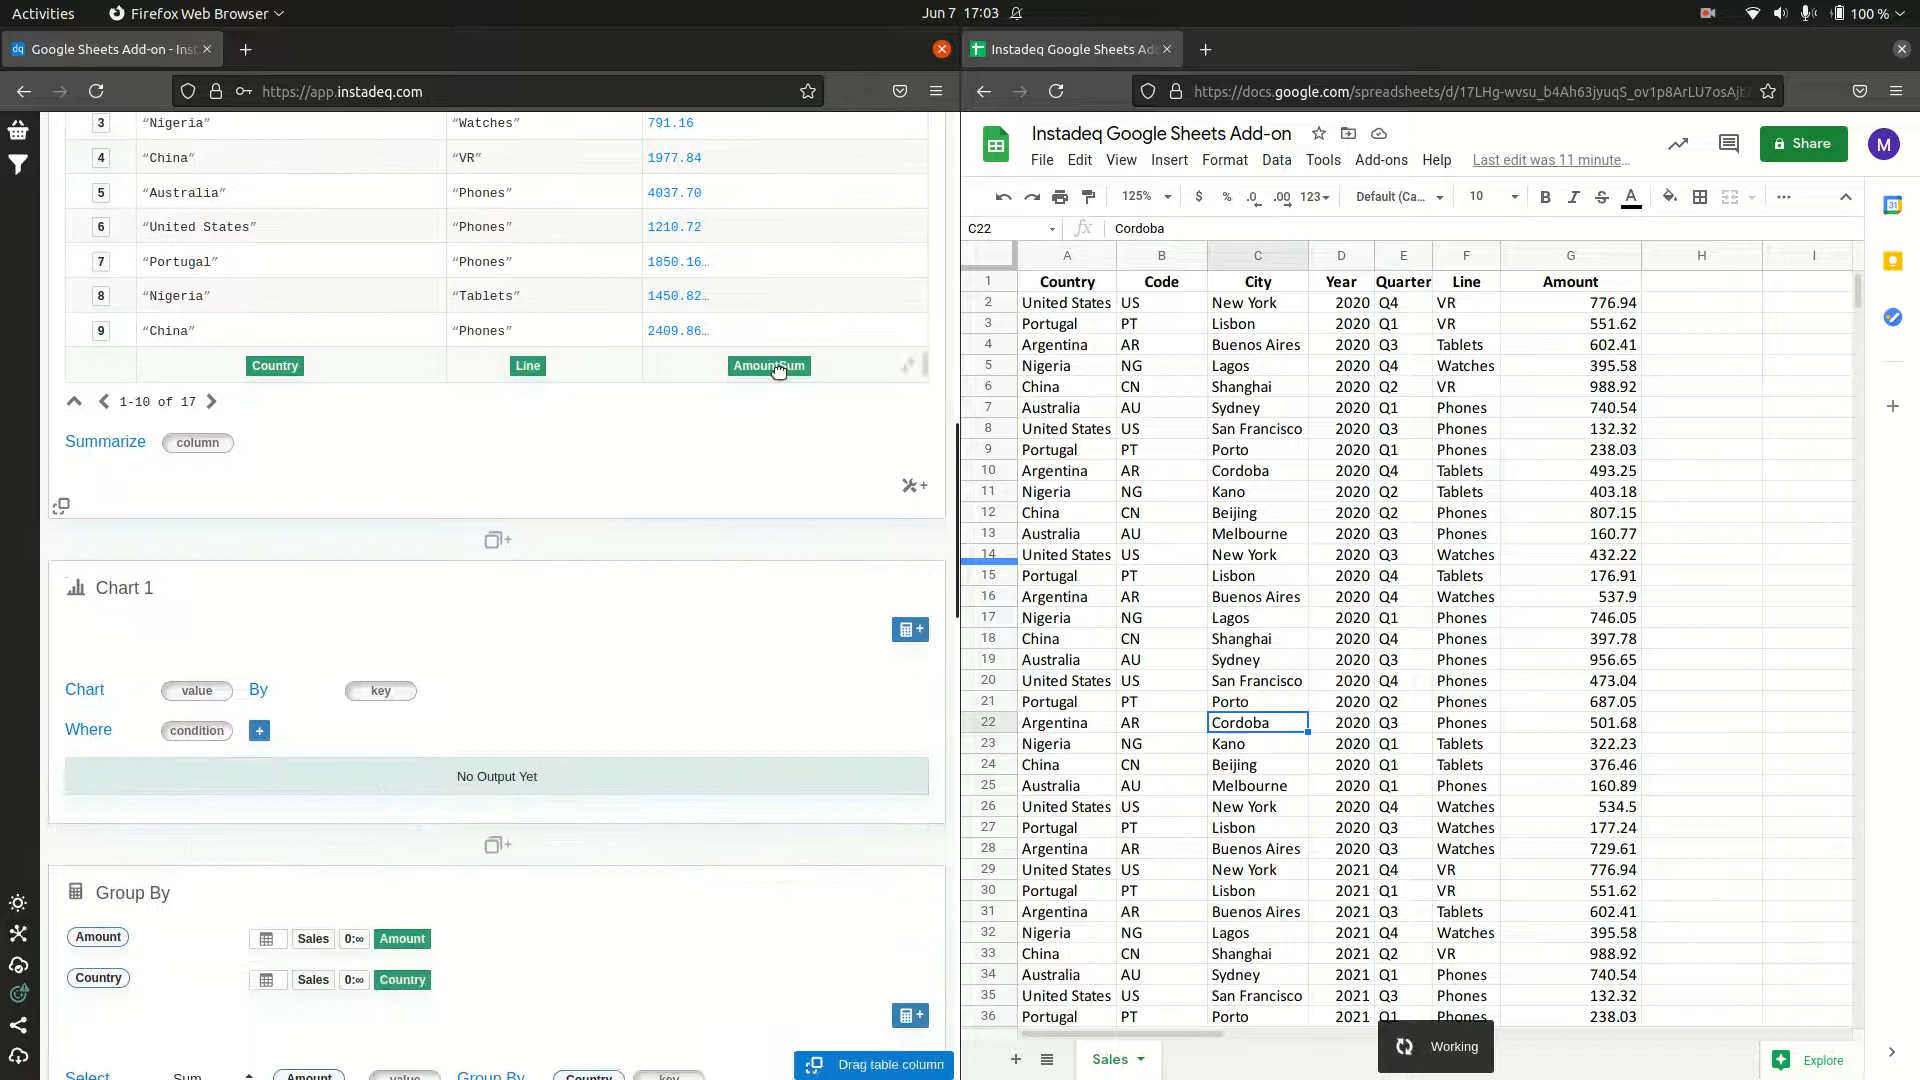 Activities
Firefox Web Browser
Jun 7 17:03
100 %
Google Sheets Add-on - Inst
https://app.instadeq.com
3 “Nigeria” “Watches” 791.16
4 “China” “VR” 1977.84
5 “Australia” “Phones” 4037.70
6 “United States” “Phones” 1210.72
7 “Portugal” “Phones” 1850.16…
8 “Nigeria” “Tablets” 1450.82…
9 “China” “Phones” 2409.86…
Country Line AmountSum
1-10 of 17
Summarize column
Chart 1
Chart value By key
Where condition +
No Output Yet
Group By
Amount Sales 0:∞ Amount
Country Sales 0:∞ Country
Drag table column
Select Sum Amount value Group By Country key
Instadeq Google Sheets Add
https://docs.google.com/spreadsheets/d/17LHg-wvsu_b4Ah63jyuqS_ov1p8ArLU7osAjb
Instadeq Google Sheets Add-on
File Edit View Insert Format Data Tools Add-ons Help Last edit was 11 minute...
Share
M
125% $ % .0 .00 123 Default (Ca... 10 B I S A
C22 fx Cordoba
A B C D E F G H I
1 Country Code City Year Quarter Line Amount
2 United States US New York 2020 Q4 VR 776.94
3 Portugal PT Lisbon 2020 Q1 VR 551.62
4 Argentina AR Buenos Aires 2020 Q3 Tablets 602.41
5 Nigeria NG Lagos 2020 Q4 Watches 395.58
6 China CN Shanghai 2020 Q2 VR 988.92
7 Australia AU Sydney 2020 Q1 Phones 740.54
8 United States US San Francisco 2020 Q3 Phones 132.32
9 Portugal PT Porto 2020 Q1 Phones 238.03
10 Argentina AR Cordoba 2020 Q4 Tablets 493.25
11 Nigeria NG Kano 2020 Q2 Tablets 403.18
12 China CN Beijing 2020 Q2 Phones 807.15
13 Australia AU Melbourne 2020 Q3 Phones 160.77
14 United States US New York 2020 Q3 Watches 432.22
15 Portugal PT Lisbon 2020 Q4 Tablets 176.91
16 Argentina AR Buenos Aires 2020 Q4 Watches 537.9
17 Nigeria NG Lagos 2020 Q1 Phones 746.05
18 China CN Shanghai 2020 Q4 Phones 397.78
19 Australia AU Sydney 2020 Q3 Phones 956.65
20 United States US San Francisco 2020 Q4 Phones 473.04
21 Portugal PT Porto 2020 Q2 Phones 687.05
22 Argentina AR Cordoba 2020 Q3 Phones 501.68
23 Nigeria NG Kano 2020 Q1 Tablets 322.23
24 China CN Beijing 2020 Q1 Tablets 376.46
25 Australia AU Melbourne 2020 Q1 Phones 160.89
26 United States US New York 2020 Q4 Watches 534.5
27 Portugal PT Lisbon 2020 Q3 Watches 177.24
28 Argentina AR Buenos Aires 2020 Q3 Watches 729.61
29 United States US New York 2021 Q4 VR 776.94
30 Portugal PT Lisbon 2021 Q1 VR 551.62
31 Argentina AR Buenos Aires 2021 Q3 Tablets 602.41
32 Nigeria NG Lagos 2021 Q4 Watches 395.58
33 China CN Shanghai 2021 Q2 VR 988.92
34 Australia AU Sydney 2021 Q1 Phones 740.54
35 United States US San Francisco 2021 Q3 Phones 132.32
36 Portugal PT Porto 2021 Q1 Phones 238.03
Working
Sales
Explore